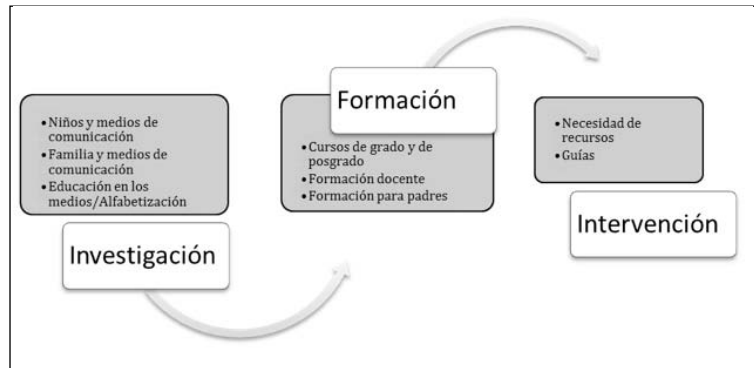 • Niños y medios de
comunicación
• Familia y medios de
comunicación
• Educación en los
medios/Alfabetización
Investigación
Formación
• Cursos de grado y de
posgrado
• Formación docente
• Formación para padres
• Necesidad de
recursos
• Guías
Intervención